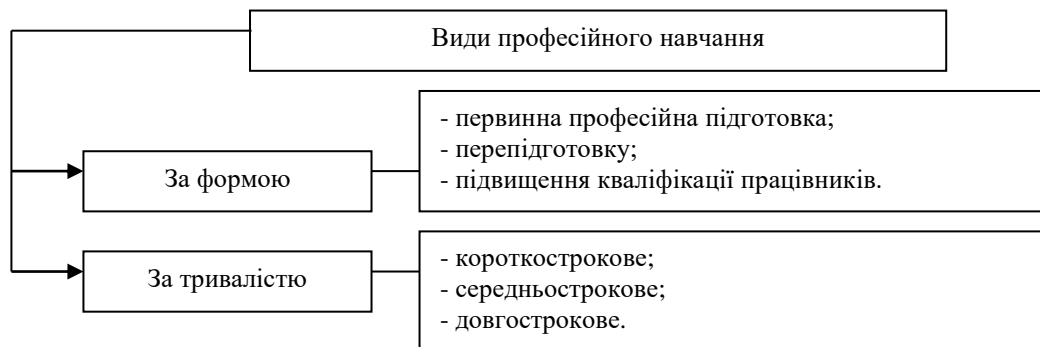 Види професійного навчання
- первинна професійна підготовка;
- перепідготовку;
- підвищення кваліфікації працівників.
За формою
- короткострокове;
- середньострокове;
- довгострокове.
За тривалістю